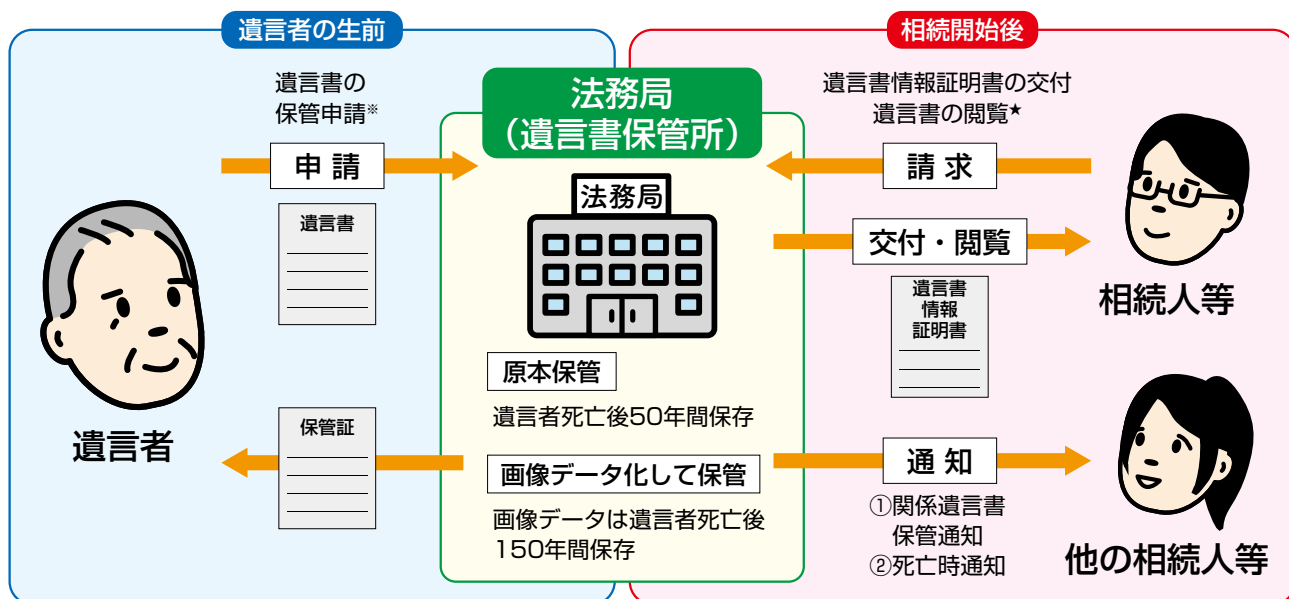 遺言者の生前
遺言書の
保管申請※
申請
遺言書
遺言者
保管証
法務局
（遺言書保管所）
法務局
原本保管
遺言者死亡後50年間保存
画像データ化して保管
画像データは遺言者死亡後
150年間保存
相続開始後
遺言書情報証明書の交付
遺言書の閲覧★
請求
交付・閲覧
遺言書
情報
証明書
相続人等
通知
①関係遺言書
保管通知
②死亡時通知
他の相続人等